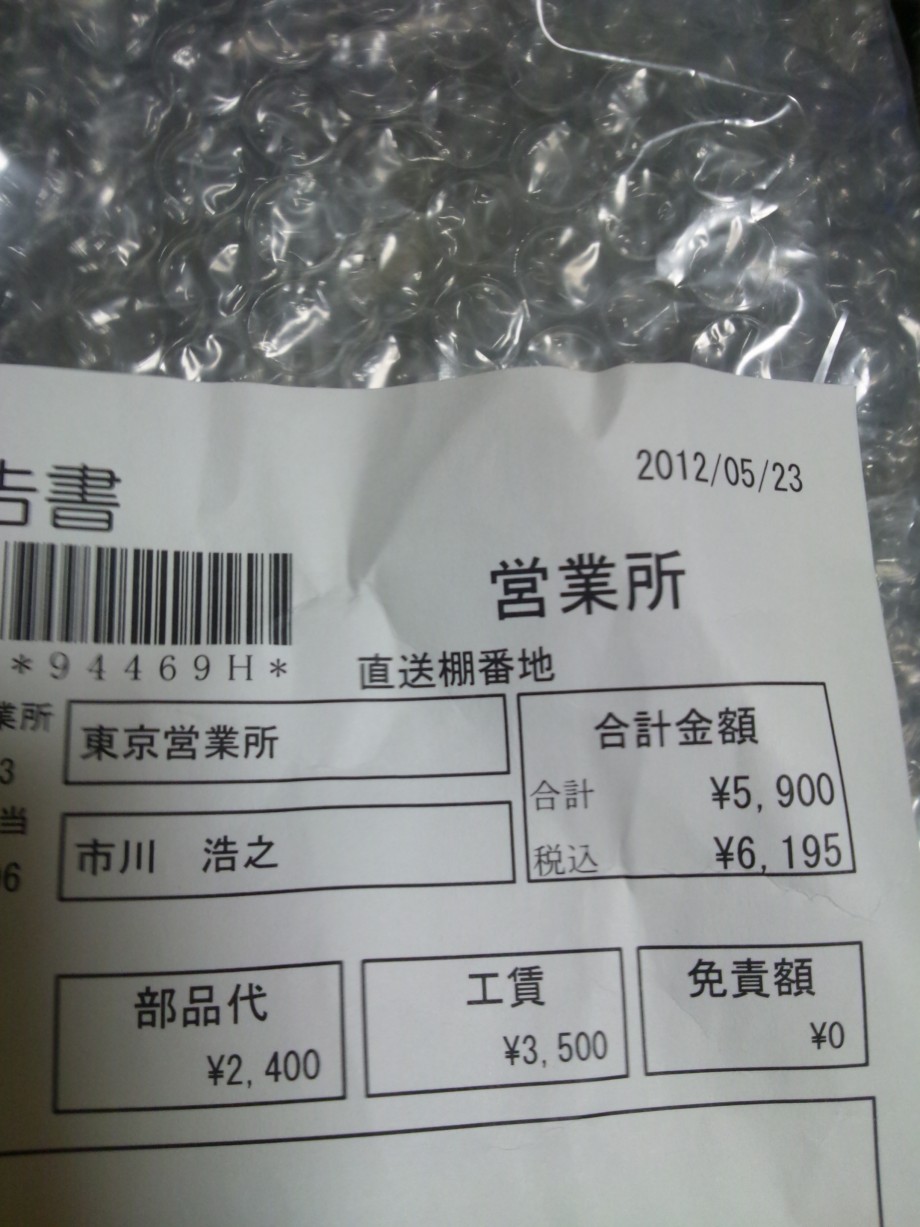 告書
2012/05/23
営業所
*94469H*
直送棚番地
業所
東京営業所
合計金額
3
合計 ¥5,900
当
市川 浩之
税込 ¥6,195
06
部品代
工賃
免責額
¥2,400
¥3,500
¥0